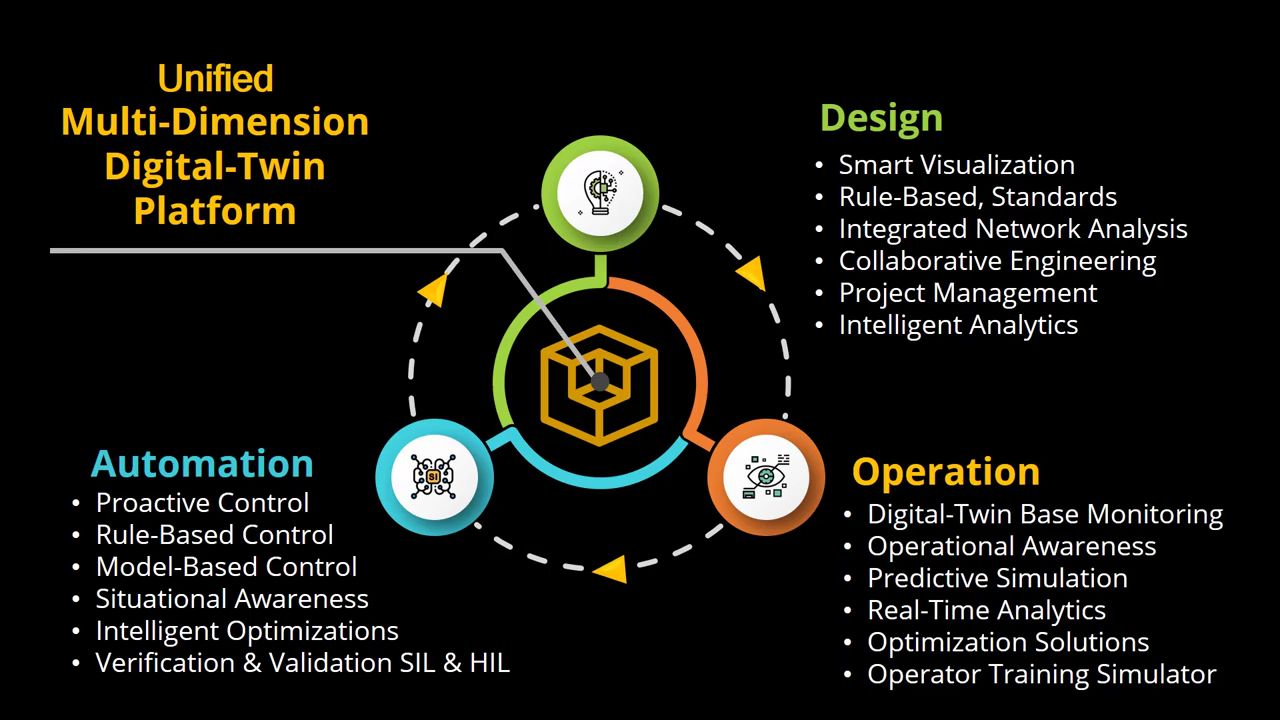 Unified
Multi-Dimension
Digital-Twin
Platform
Design
• Smart Visualization
• Rule-Based, Standards
• Integrated Network Analysis
• Collaborative Engineering
• Project Management
• Intelligent Analytics
Automation
• Proactive Control
• Rule-Based Control
• Model-Based Control
• Situational Awareness
• Intelligent Optimizations
• Verification & Validation SIL & HIL
SI
Operation
• Digital-Twin Base Monitoring
• Operational Awareness
• Predictive Simulation
• Real-Time Analytics
• Optimization Solutions
• Operator Training Simulator